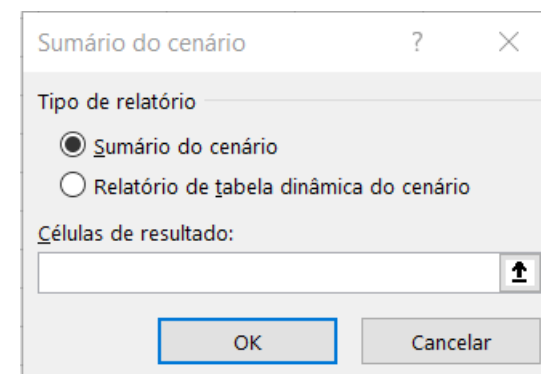 Sumário do cenário ?
Tipo de relatório
Sumário do cenário
Relatório de tabela dinâmica do cenário
Células de resultado:
OK Cancelar